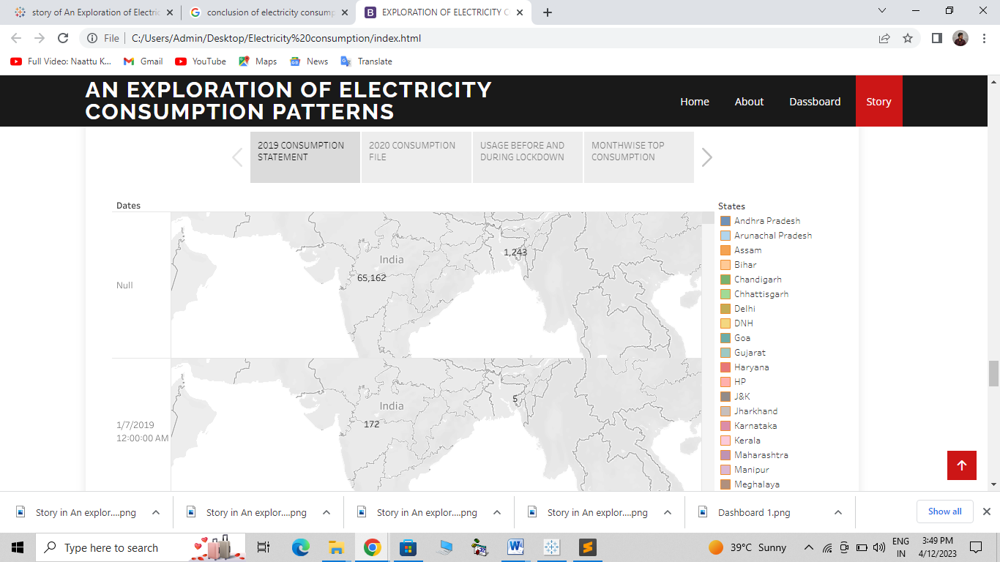 story of An Exploration of Electric
conclusion of electricity consump
EXPLORATION OF ELECTRICITY C
File
C:/Users/Admin/Desktop/Electricity%20consumption/index.html
Full Video: Naattu K...
Gmail
YouTube
Maps
News
Translate
AN EXPLORATION OF ELECTRICITY
CONSUMPTION PATTERNS
Home
About
Dassboard
Story
2019 CONSUMPTION
STATEMENT
2020 CONSUMPTION
FILE
USAGE BEFORE AND
DURING LOCKDOWN
MONTHWISE TOP
CONSUMPTION
Dates
Null
India
65,162
1,243
1/7/2019
12:00:00 AM
India
172
5
States
Andhra Pradesh
Arunachal Pradesh
Assam
Bihar
Chandigarh
Chhattisgarh
Delhi
DNH
Goa
Gujarat
Haryana
HP
J&K
Jharkhand
Karnataka
Kerala
Maharashtra
Manipur
Meghalaya
Story in An explor....png
Story in An explor....png
Story in An explor....png
Story in An explor....png
Dashboard 1.png
Show all
Type here to search
39°C Sunny
ENG
IN
3:49 PM
4/12/2023